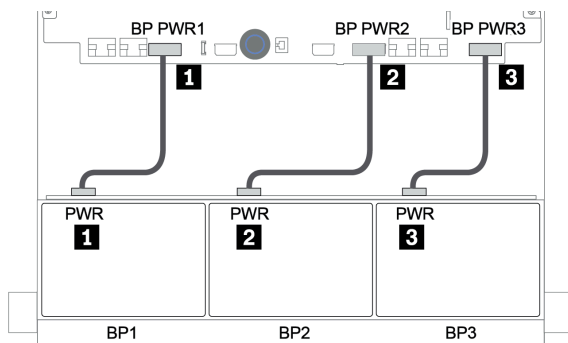 BP PWR1 BP PWR2 BP PWR3
1 2 3
PWR PWR PWR
1 2 3
BP1 BP2 BP3